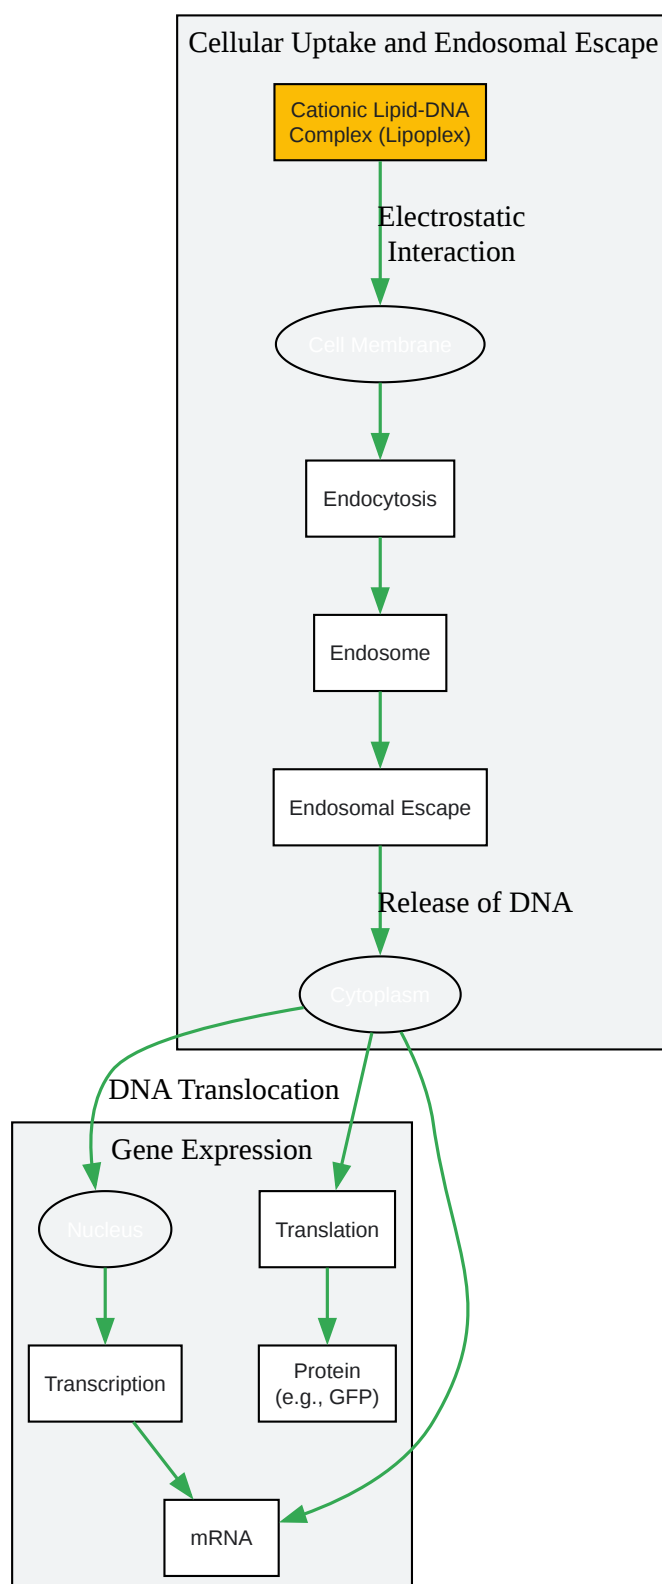 Cellular Uptake and Endosomal Escape
Cationic Lipid-DNA
Complex (Lipoplex)
Electrostatic
Interaction
Cell Membrane
Endocytosis
Endosome
Endosomal Escape
Release of DNA
Cytoplasm
DNA Translocation
Gene Expression
Nucleus
Translation
Transcription
Protein
(e.g., GFP)
mRNA